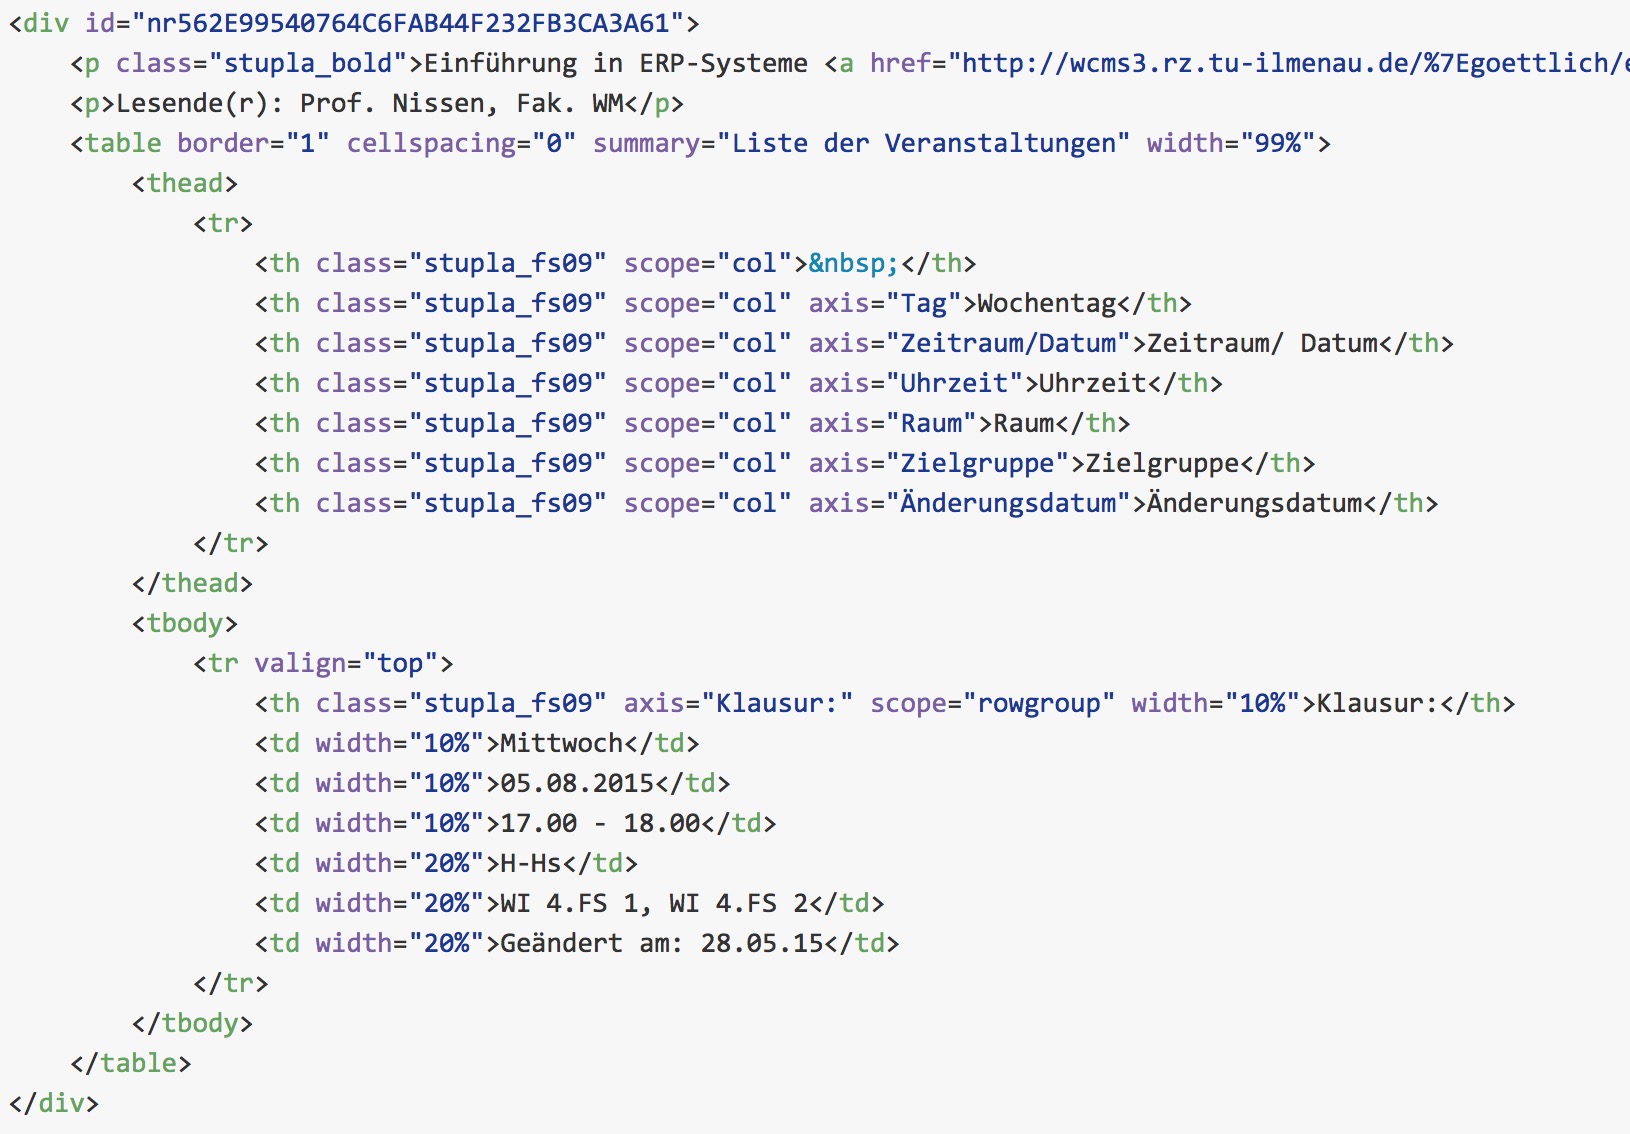 <div id="nr562E99540764C6FAB44F232FB3CA3A61">
<p class="stupla_bold">Einführung in ERP-Systeme <a href="http://wcms3.rz.tu-ilmenau.de/%7Egoettlich/e
<p>Lesende(r): Prof. Nissen, Fak. WM</p>
<table border="1" cellspacing="0" summary="Liste der Veranstaltungen" width="99%">
<thead>
<tr>
<th class="stupla_fs09" scope="col">&nbsp;</th>
<th class="stupla_fs09" scope="col" axis="Tag">Wochentag</th>
<th class="stupla_fs09" scope="col" axis="Zeitraum/Datum">Zeitraum/ Datum</th>
<th class="stupla_fs09" scope="col" axis="Uhrzeit">Uhrzeit</th>
<th class="stupla_fs09" scope="col" axis="Raum">Raum</th>
<th class="stupla_fs09" scope="col" axis="Zielgruppe">Zielgruppe</th>
<th class="stupla_fs09" scope="col" axis="Änderungsdatum">Änderungsdatum</th>
</tr>
</thead>
<tbody>
<tr valign="top">
<th class="stupla_fs09" axis="Klausur:" scope="rowgroup" width="10%">Klausur:</th>
<td width="10%">Mittwoch</td>
<td width="10%">05.08.2015</td>
<td width="10%">17.00 - 18.00</td>
<td width="20%">H-Hs</td>
<td width="20%">WI 4.FS 1, WI 4.FS 2</td>
<td width="20%">Geändert am: 28.05.15</td>
</tr>
</tbody>
</table>
</div>